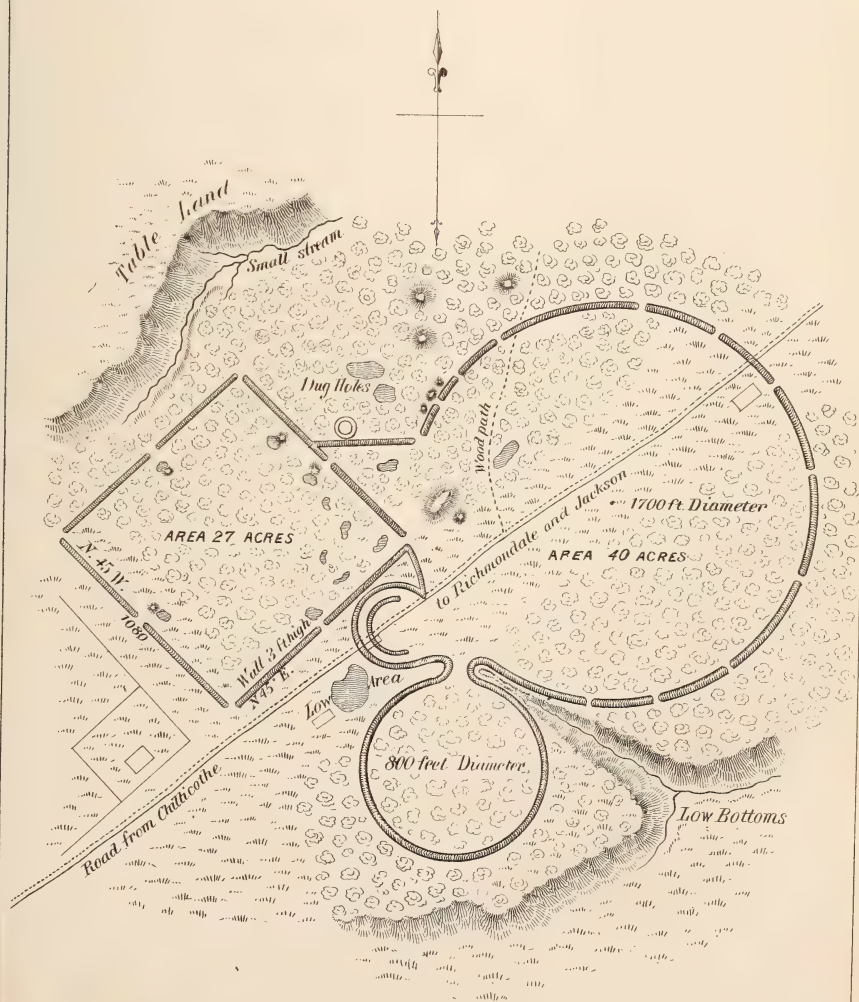 Table Land
Small stream
Dug Holes
Wood path
1700 ft. Diameter
AREA 27 ACRES
to Richmondale and Jackson
AREA 40 ACRES
N. 45 W.
1080
Wall 3 ft. high
N 45° E.
Low Area
800 feet Diameter
Road from Chillicothe
Low Bottoms